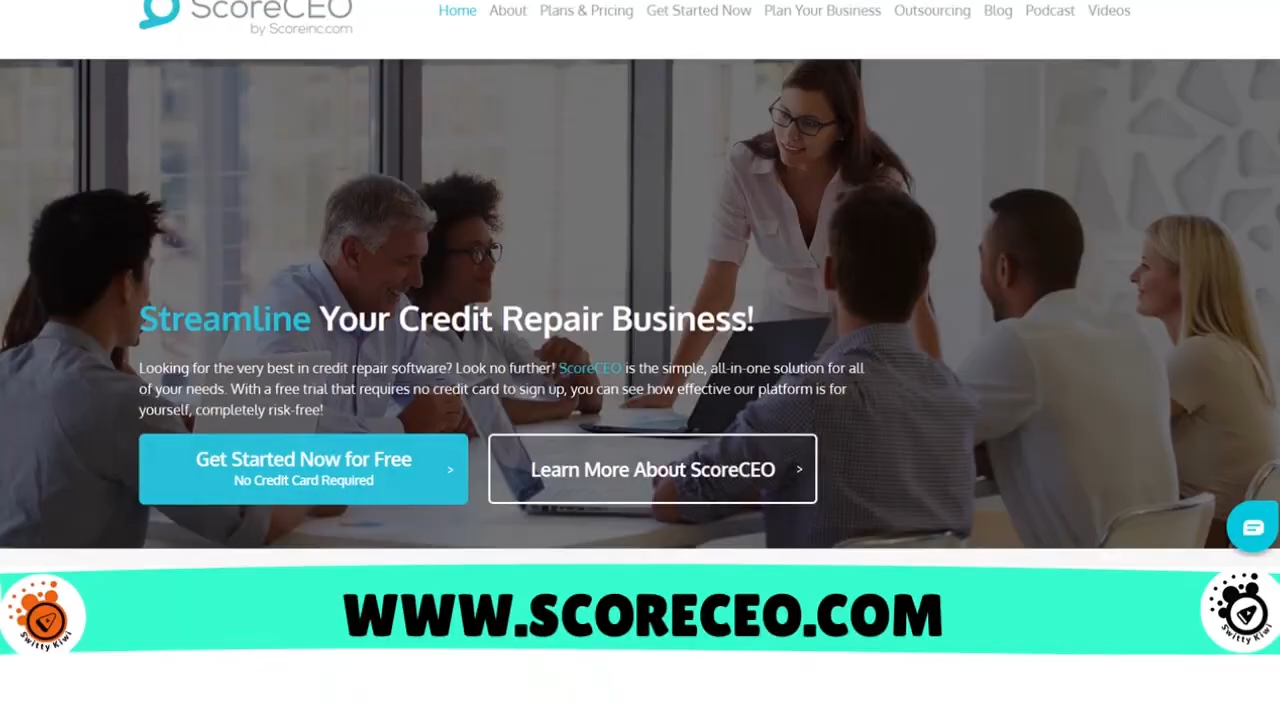 ScoreCEO
by Scoreinc.com
Home About Plans & Pricing Get Started Now Plan Your Business Outsourcing Blog Podcast Videos
Streamline Your Credit Repair Business!
Looking for the very best in credit repair software? Look no further! ScoreCEO is the simple, all-in-one solution for all
of your needs. With a free trial that requires no credit card to sign up, you can see how effective our platform is for
yourself, completely risk-free!
Get Started Now for Free >
No Credit Card Required
Learn More About ScoreCEO >
WWW.SCORECEO.COM
Switty Kiwi
Switty Kiwi